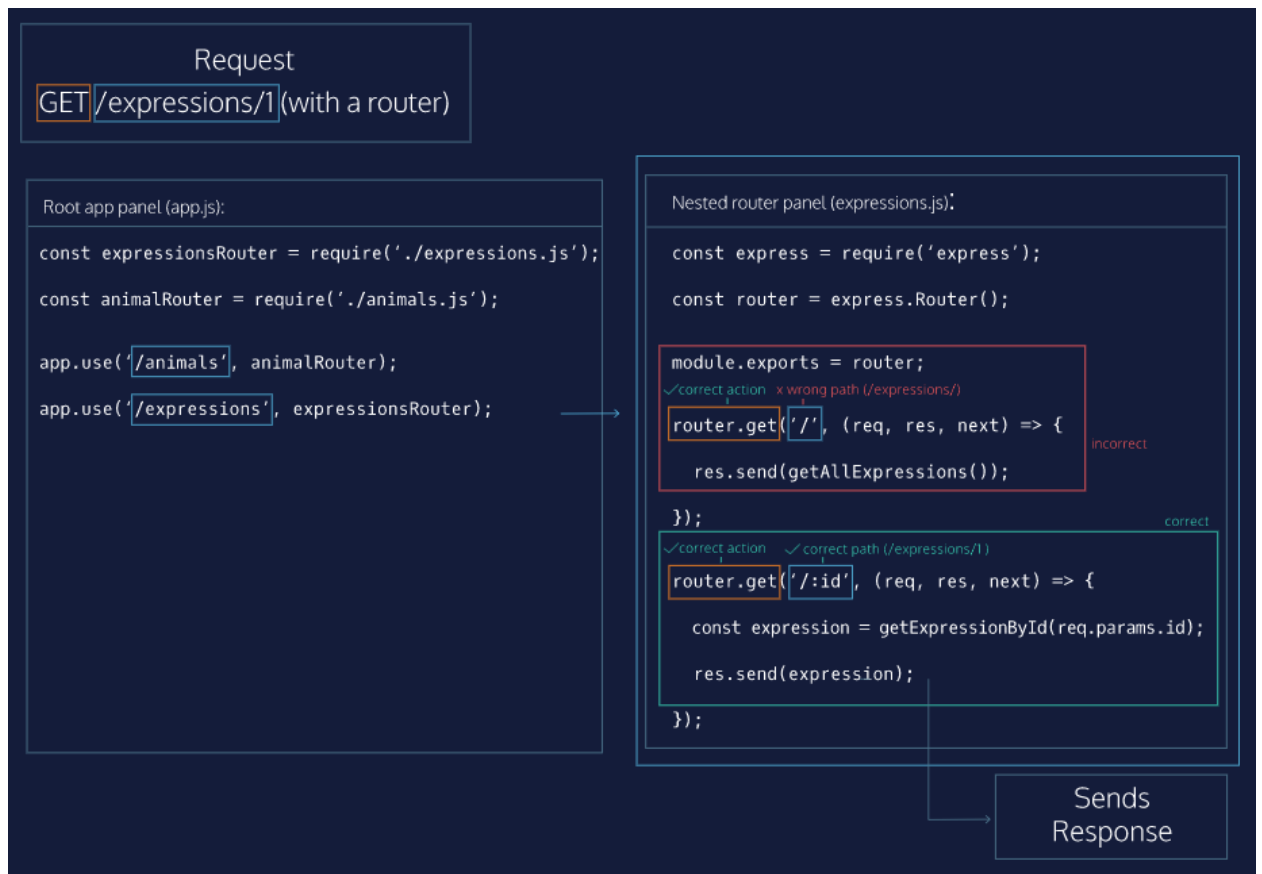 Request
GET /expressions/1 (with a router)
Root app panel (app.js):
const expressionsRouter = require(‘./expressions.js’);
const animalRouter = require(‘./animals.js’);
app.use(‘/animals’, animalRouter);
app.use(‘/expressions’, expressionsRouter);
Nested router panel (expressions.js):
const express = require(‘express’);
const router = express.Router();
module.exports = router;
✓correct action x wrong path (/expressions/)
router.get(‘/’, (req, res, next) => {
incorrect
res.send(getAllExpressions());
});
correct
✓correct action ✓ correct path (/expressions/1)
router.get(‘/:id’, (req, res, next) => {
const expression = getExpressionById(req.params.id);
res.send(expression);
});
Sends
Response